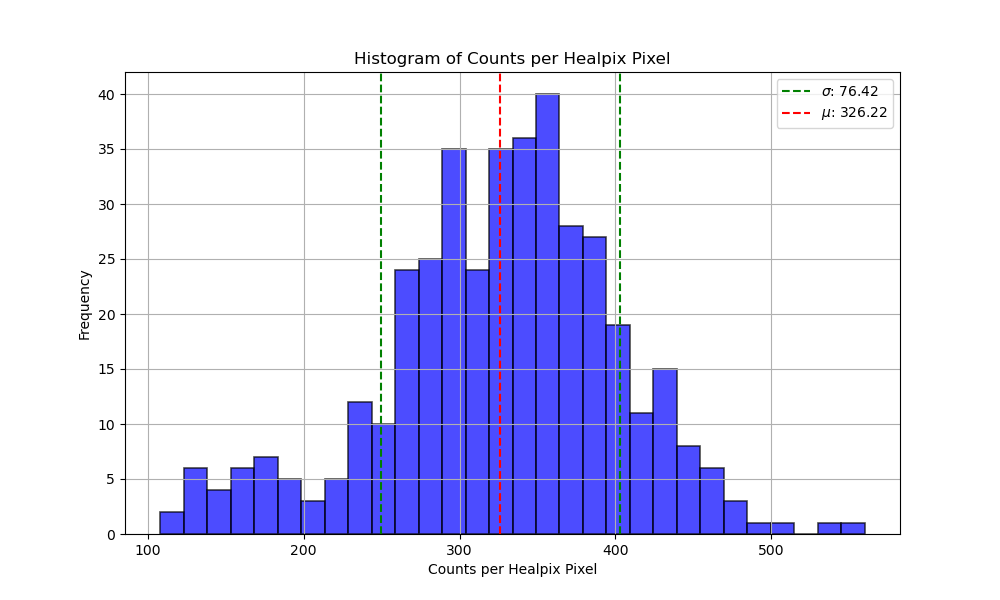 Histogram of Counts per Healpix Pixel
σ: 76.42
μ: 326.22
40
35
30
25
20
15
10
5
0
Frequency
100 200 300 400 500
Counts per Healpix Pixel